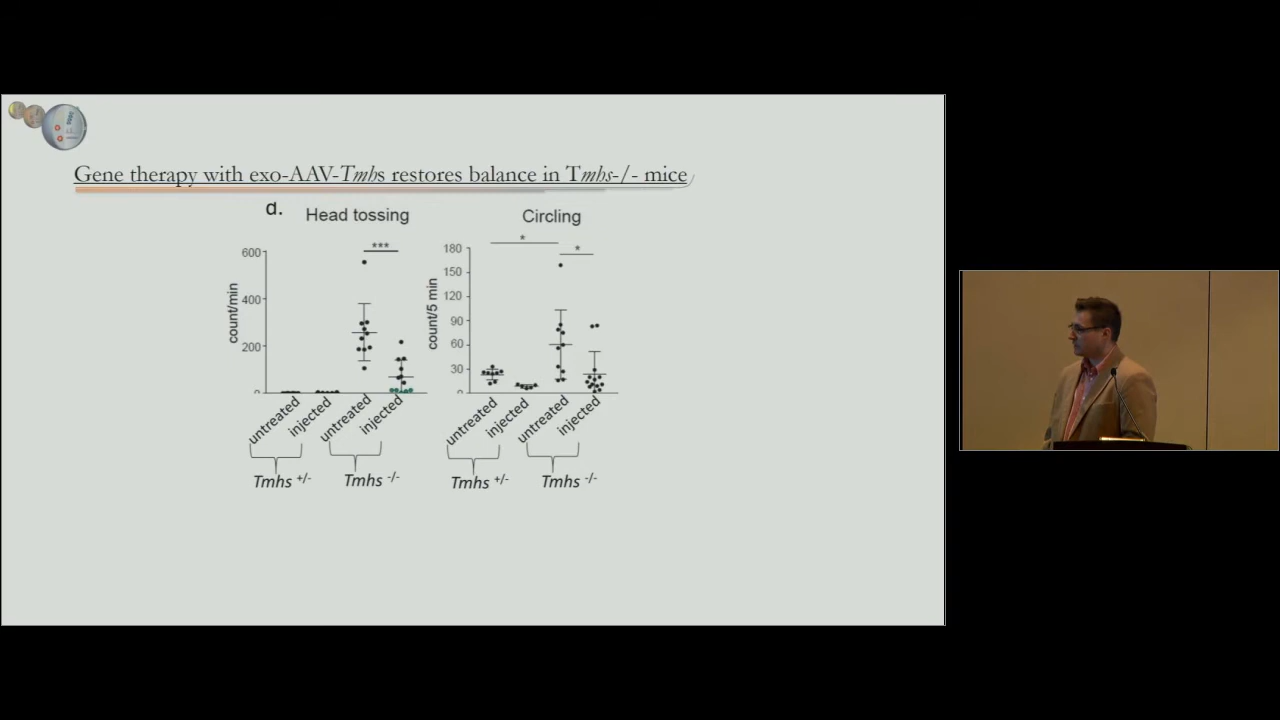 Gene therapy with exo-AAV-Tmhs restores balance in Tmhs-/- mice
d.
Head tossing
***
600
400
200
0
count/min
untreated
injected
untreated
injected
Tmhs +/-
Tmhs -/-
Circling
*
*
180
150
120
90
60
30
0
count/5 min
untreated
injected
untreated
injected
Tmhs +/-
Tmhs -/-